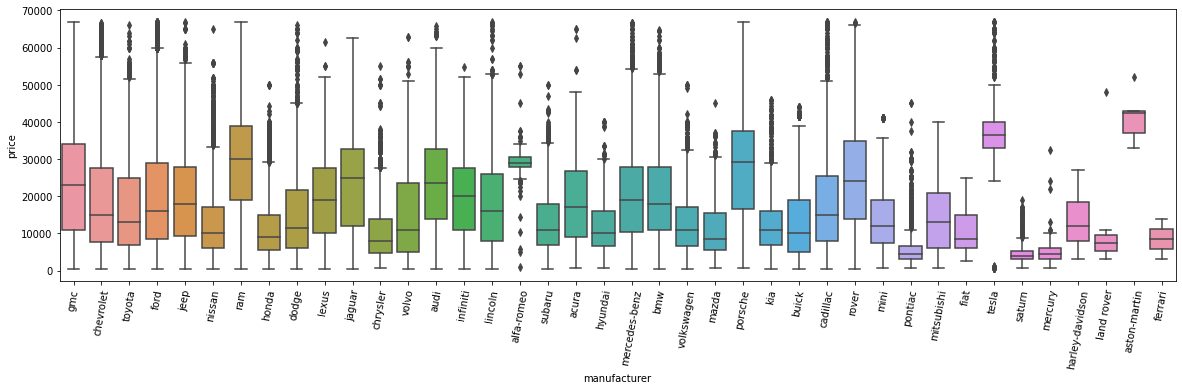 70000
60000
50000
40000
30000
20000
10000
0
price
gmc
chevrolet
toyota
ford
jeep
nissan
ram
honda
dodge
lexus
jaguar
chrysler
volvo
audi
infiniti
lincoln
alfa-romeo
subaru
acura
hyundai
mercedes-benz
bmw
volkswagen
mazda
porsche
kia
buick
cadillac
rover
mini
pontiac
mitsubishi
fiat
tesla
saturn
mercury
harley-davidson
land rover
aston-martin
ferrari
manufacturer